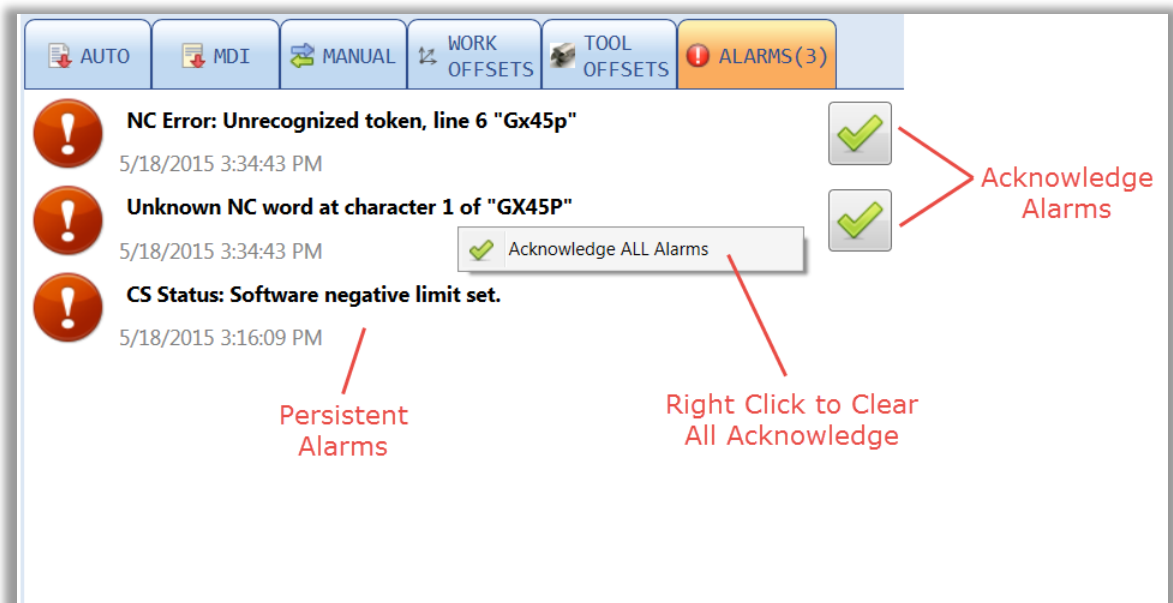 AUTO
MDI
MANUAL
WORK
OFFSETS
TOOL
OFFSETS
ALARMS(3)
NC Error: Unrecognized token, line 6 "Gx45p"
5/18/2015 3:34:43 PM
Unknown NC word at character 1 of "GX45P"
5/18/2015 3:34:43 PM
Acknowledge ALL Alarms
CS Status: Software negative limit set.
5/18/2015 3:16:09 PM
Acknowledge
Alarms
Persistent
Alarms
Right Click to Clear
All Acknowledge